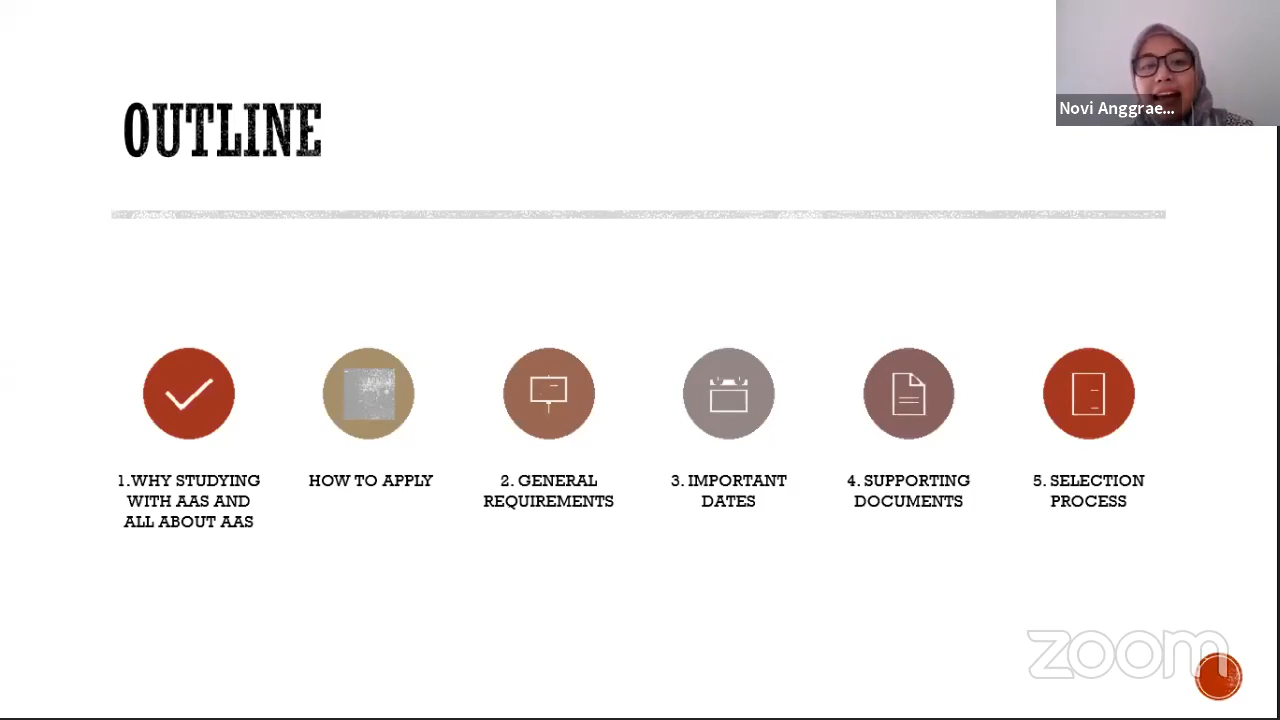 Novi Anggrae...
OUTLINE
1.WHY STUDYING
WITH AAS AND
ALL ABOUT AAS
HOW TO APPLY
2. GENERAL
REQUIREMENTS
3. IMPORTANT
DATES
4. SUPPORTING
DOCUMENTS
5. SELECTION
PROCESS
zoom